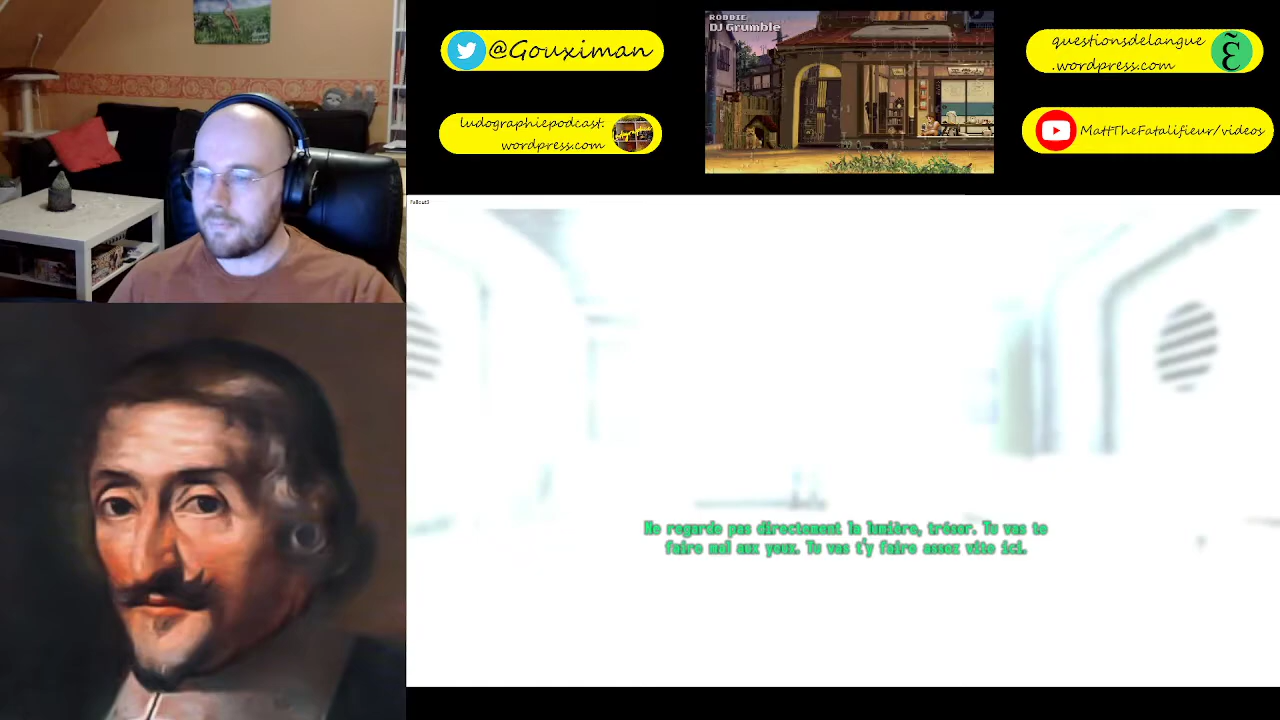 @Gouximan
ludographiepodcast.
wordpress.com
ROBBIE
DJ Grumble
questionsdelangue
.wordpress.com
ɛ̃
MattTheFatalifieur/videos
Fallout3
Ne regarde pas directement la lumière, trésor. Tu vas te
faire mal aux yeux. Tu vas t'y faire assez vite ici.